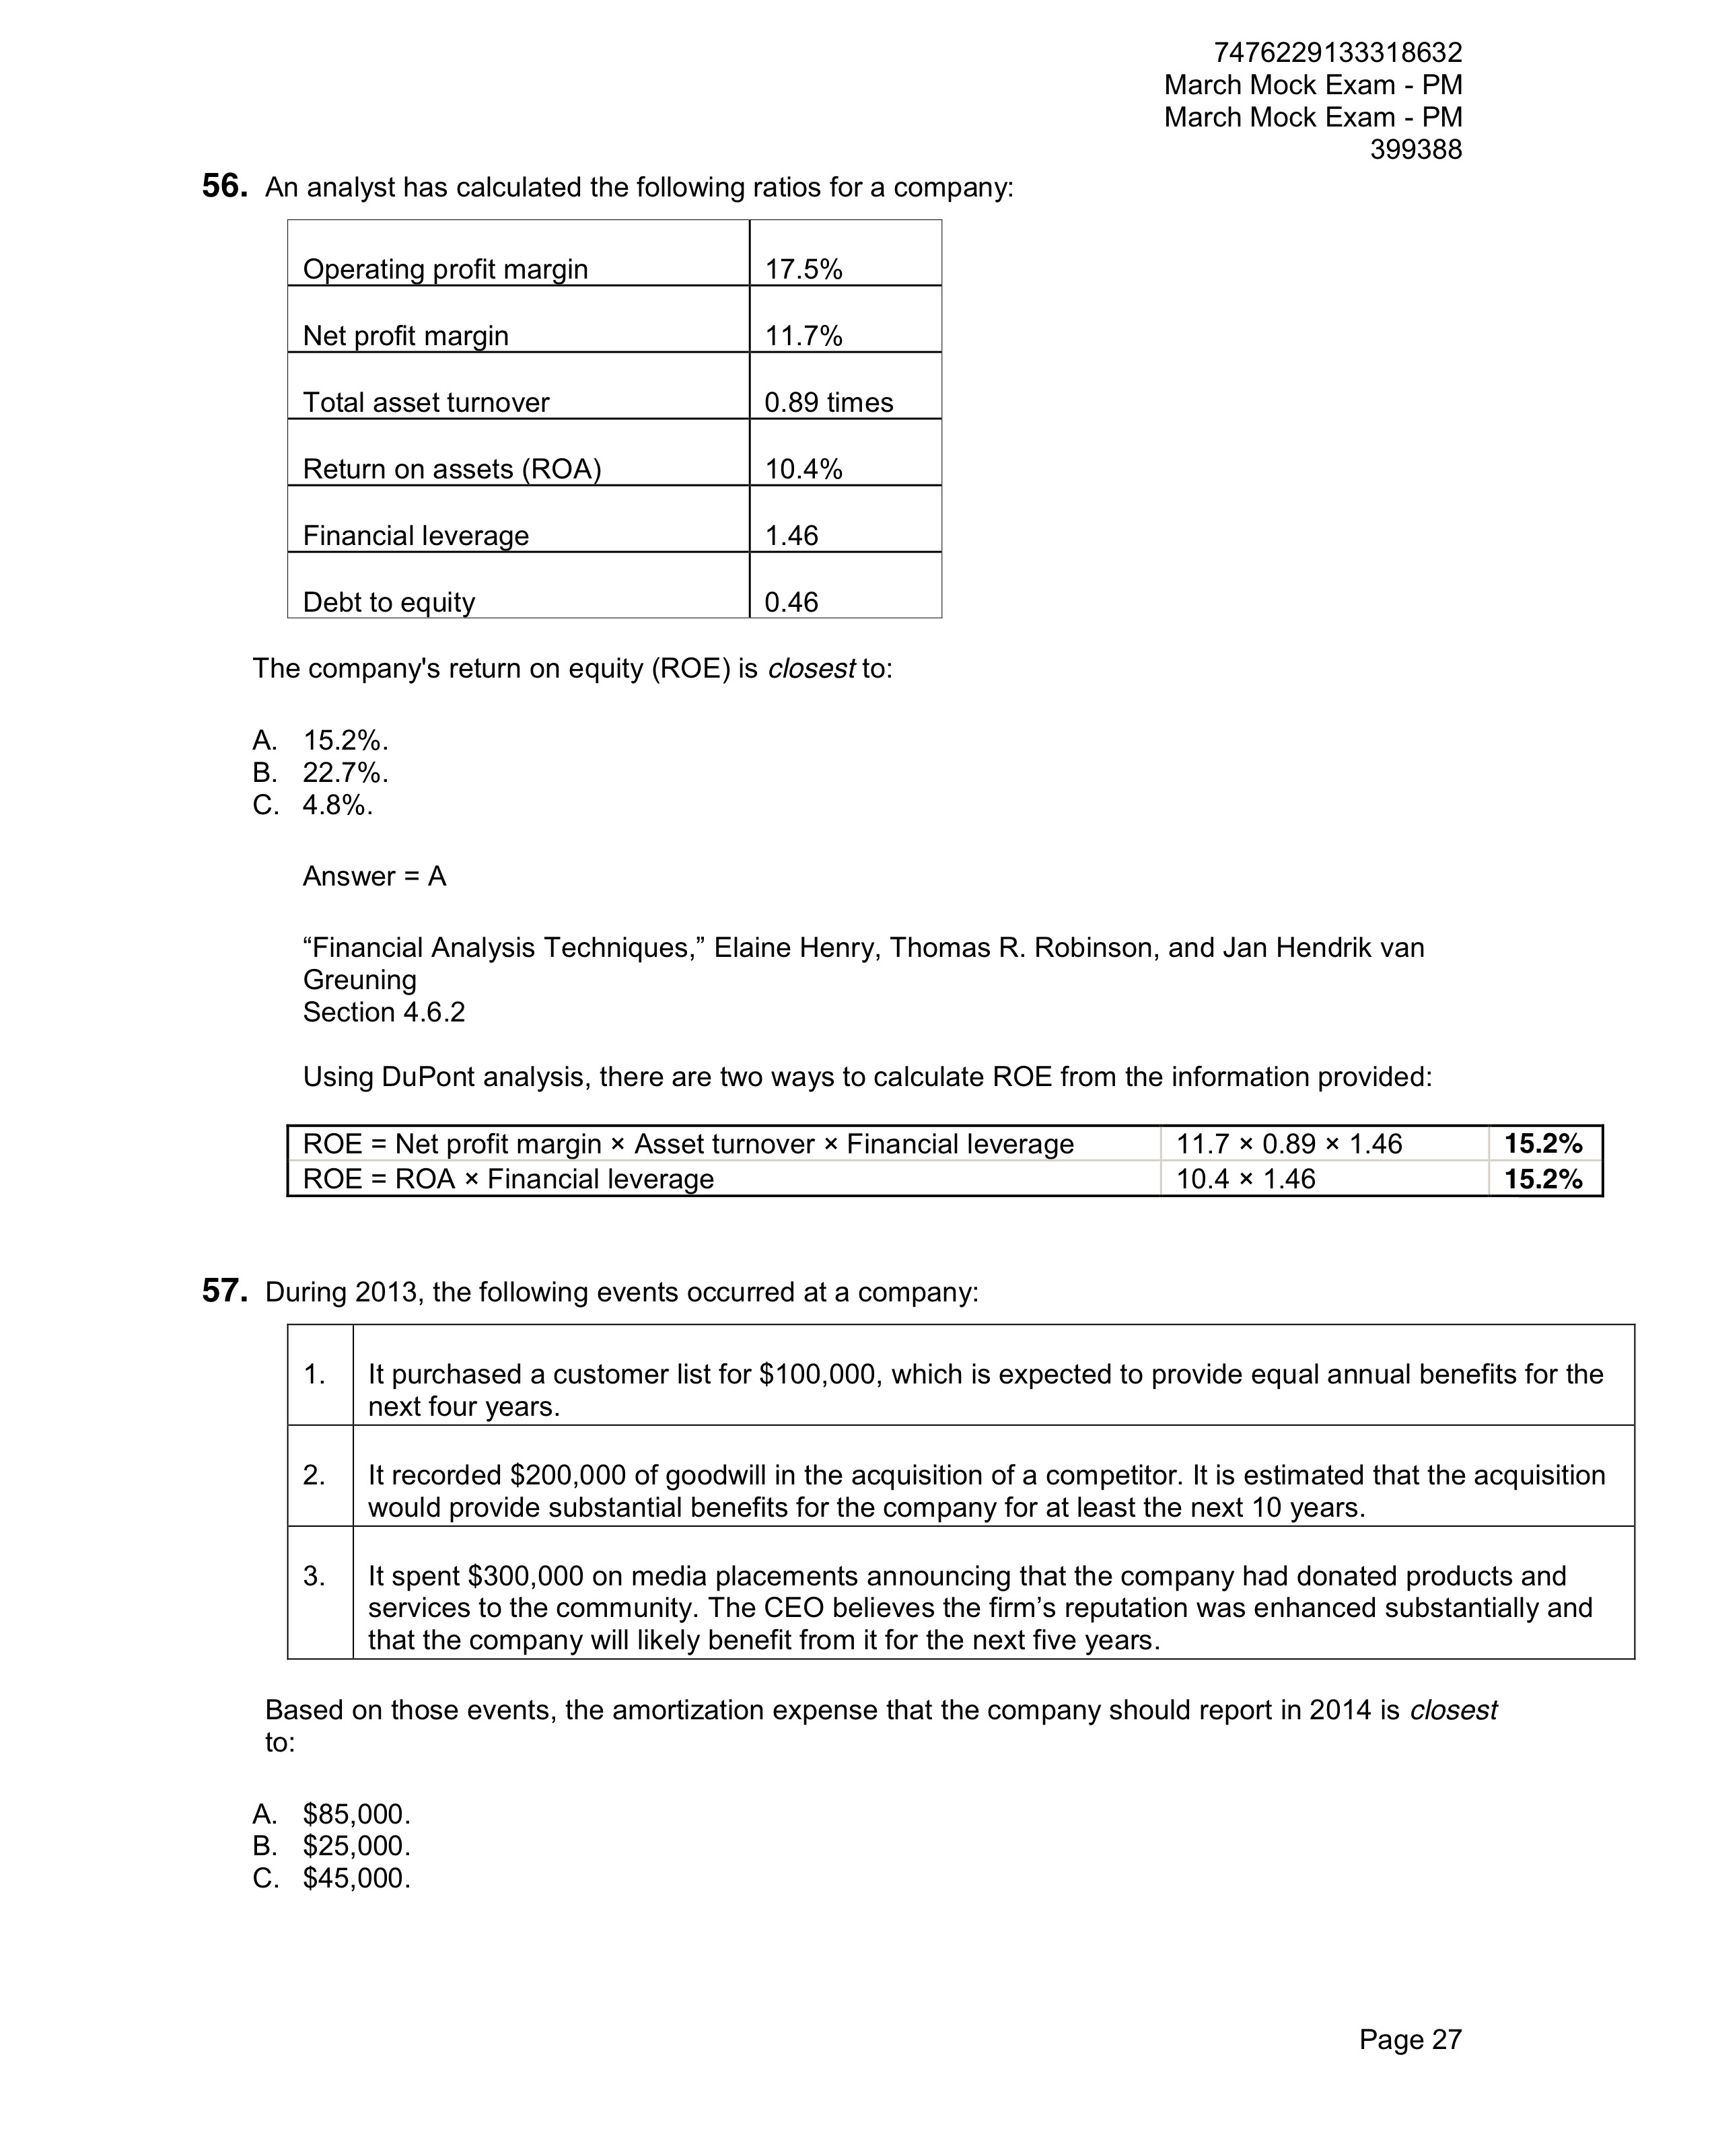 7476229133318632
March Mock Exam - PM
March Mock Exam - PM
399388
56. An analyst has calculated the following ratios for a company:
Operating profit margin 17.5%
Net profit margin 11.7%
Total asset turnover 0.89 times
Return on assets (ROA) 10.4%
Financial leverage 1.46
Debt to equity 0.46
The company's return on equity (ROE) is closest to:
A. 15.2%.
B. 22.7%.
C. 4.8%.
Answer = A
“Financial Analysis Techniques,” Elaine Henry, Thomas R. Robinson, and Jan Hendrik van
Greuning
Section 4.6.2
Using DuPont analysis, there are two ways to calculate ROE from the information provided:
ROE = Net profit margin × Asset turnover × Financial leverage 11.7 × 0.89 × 1.46 15.2%
ROE = ROA × Financial leverage 10.4 × 1.46 15.2%
57. During 2013, the following events occurred at a company:
1. It purchased a customer list for $100,000, which is expected to provide equal annual benefits for the
next four years.
2. It recorded $200,000 of goodwill in the acquisition of a competitor. It is estimated that the acquisition
would provide substantial benefits for the company for at least the next 10 years.
3. It spent $300,000 on media placements announcing that the company had donated products and
services to the community. The CEO believes the firm’s reputation was enhanced substantially and
that the company will likely benefit from it for the next five years.
Based on those events, the amortization expense that the company should report in 2014 is closest
to:
A. $85,000.
B. $25,000.
C. $45,000.
Page 27